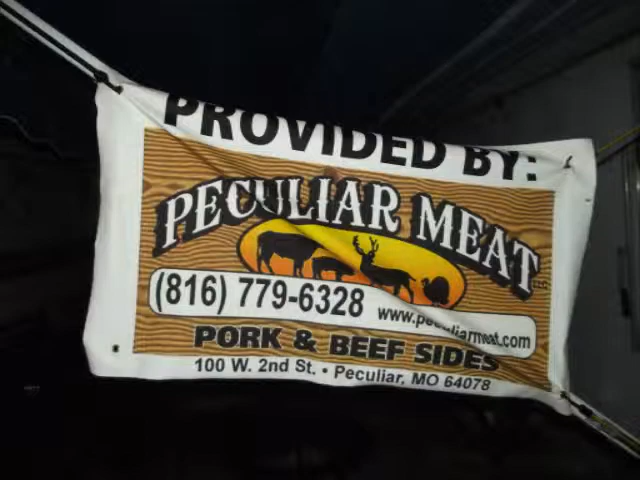 PROVIDED BY:
PECULIAR MEAT LLC
(816) 779-6328 www.peculiarmeat.com
PORK & BEEF SIDES
100 W. 2nd St. • Peculiar, MO 64078